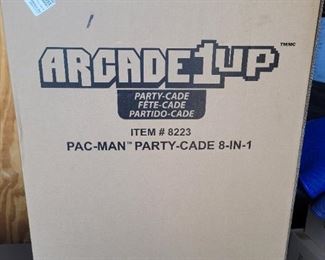 ARCADE1UP ™/MC
PARTY-CADE
FÊTE-CADE
PARTIDO-CADE
ITEM # 8223
PAC-MAN™ PARTY-CADE 8-IN-1